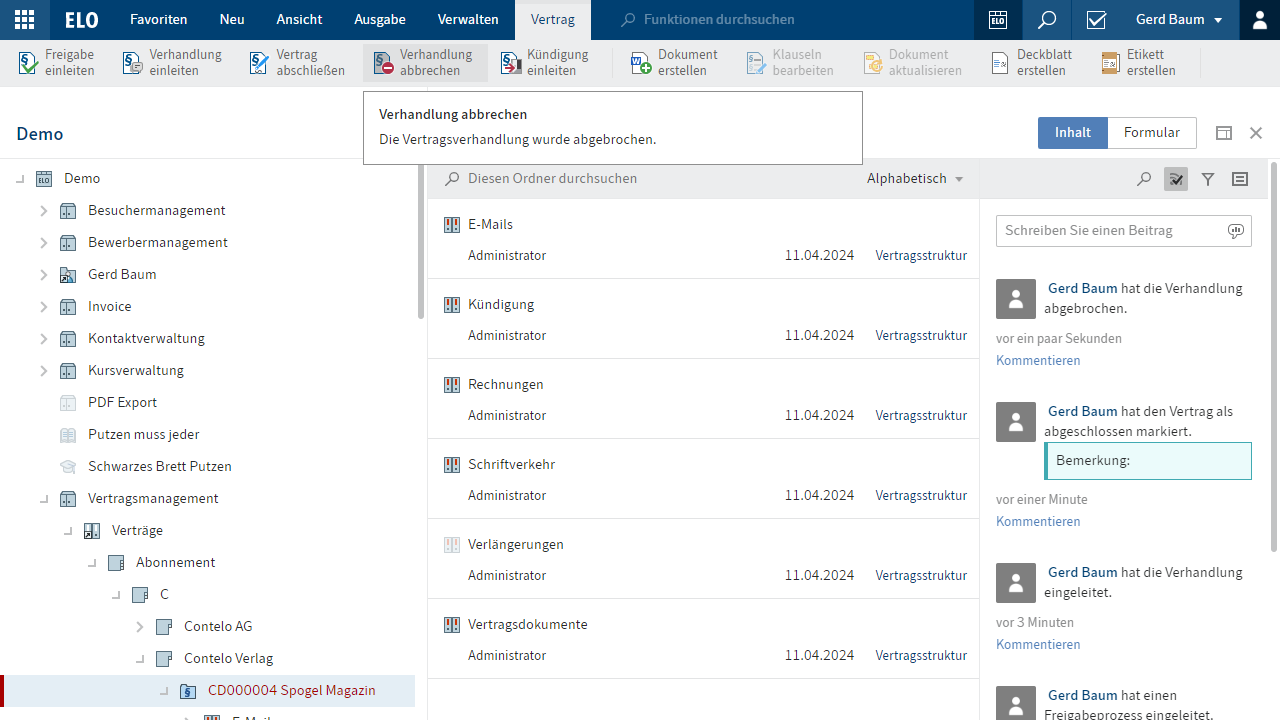 ELO Favoriten Neu Ansicht Ausgabe Verwalten Vertrag Funktionen durchsuchen ELO Gerd Baum
Freigabe einleiten
Verhandlung einleiten
Vertrag abschließen
Verhandlung abbrechen
Kündigung einleiten
Dokument erstellen
Klauseln bearbeiten
Dokument aktualisieren
Deckblatt erstellen
Etikett erstellen
Verhandlung abbrechen
Die Vertragsverhandlung wurde abgebrochen.
Demo
Inhalt Formular
Demo
Besuchermanagement
Bewerbermanagement
Gerd Baum
Invoice
Kontaktverwaltung
Kursverwaltung
PDF Export
Putzen muss jeder
Schwarzes Brett Putzen
Vertragsmanagement
Verträge
Abonnement
C
Contelo AG
Contelo Verlag
CD000004 Spogel Magazin
E-Mails
Diesen Ordner durchsuchen Alphabetisch
E-Mails
Administrator 11.04.2024 Vertragsstruktur
Kündigung
Administrator 11.04.2024 Vertragsstruktur
Rechnungen
Administrator 11.04.2024 Vertragsstruktur
Schriftverkehr
Administrator 11.04.2024 Vertragsstruktur
Verlängerungen
Administrator 11.04.2024 Vertragsstruktur
Vertragsdokumente
Administrator 11.04.2024 Vertragsstruktur
Schreiben Sie einen Beitrag
Gerd Baum hat die Verhandlung
abgebrochen.
vor ein paar Sekunden
Kommentieren
Gerd Baum hat den Vertrag als
abgeschlossen markiert.
Bemerkung:
vor einer Minute
Kommentieren
Gerd Baum hat die Verhandlung
eingeleitet.
vor 3 Minuten
Kommentieren
Gerd Baum hat einen
Freigabeprozess eingeleitet.